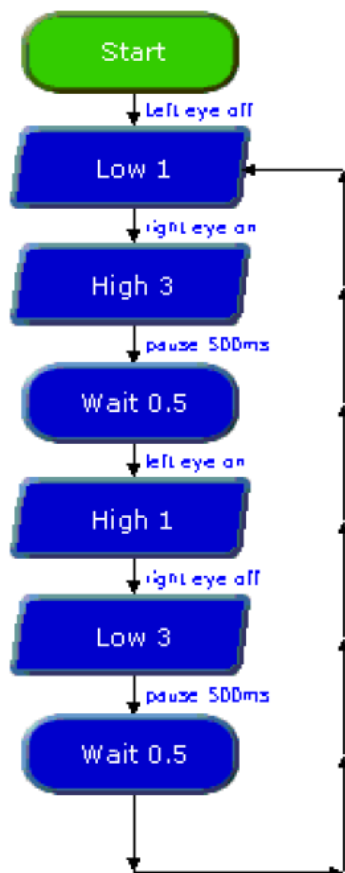 Start
Left eye off
Low 1
right eye on
High 3
pause 500ms
Wait 0.5
left eye on
High 1
right eye off
Low 3
pause 500ms
Wait 0.5